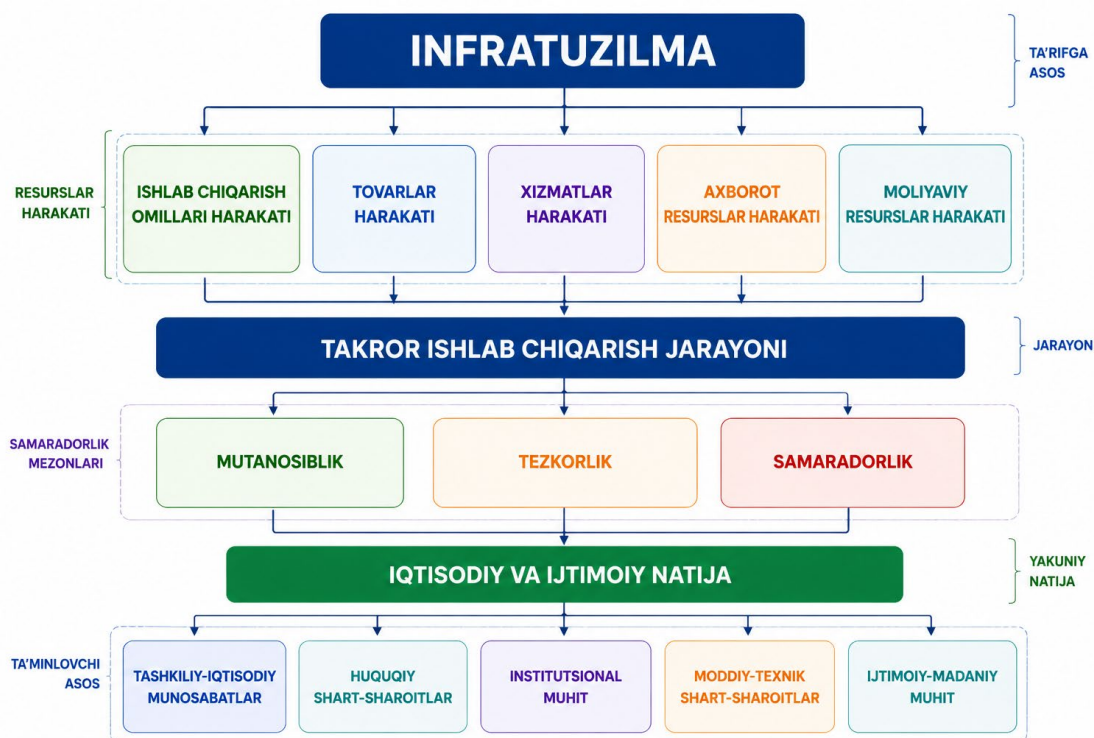 INFRATUZILMA
TA’RIFGA
ASOS
RESURSLAR
HARAKATI
ISHLAB CHIQARISH
OMILLARI HARAKATI
TOVARLAR
HARAKATI
XIZMATLAR
HARAKATI
AXBOROT
RESURSLAR HARAKATI
MOLIYAVIY
RESURSLAR HARAKATI
TAKROR ISHLAB CHIQARISH JARAYONI
JARAYON
SAMARADORLIK
MEZONLARI
MUTANOSIBLIK
TEZKORLIK
SAMARADORLIK
IQTISODIY VA IJTIMOIY NATIJA
YAKUNIY
NATIJA
TA’MINLOVCHI
ASOS
TASHKILIY-IQTISODIY
MUNOSABATLAR
HUQUQIY
SHART-SHAROITLAR
INSTITUTSIONAL
MUHIT
MODDIY-TEXNIK
SHART-SHAROITLAR
IJTIMOIY-MADANIY
MUHIT